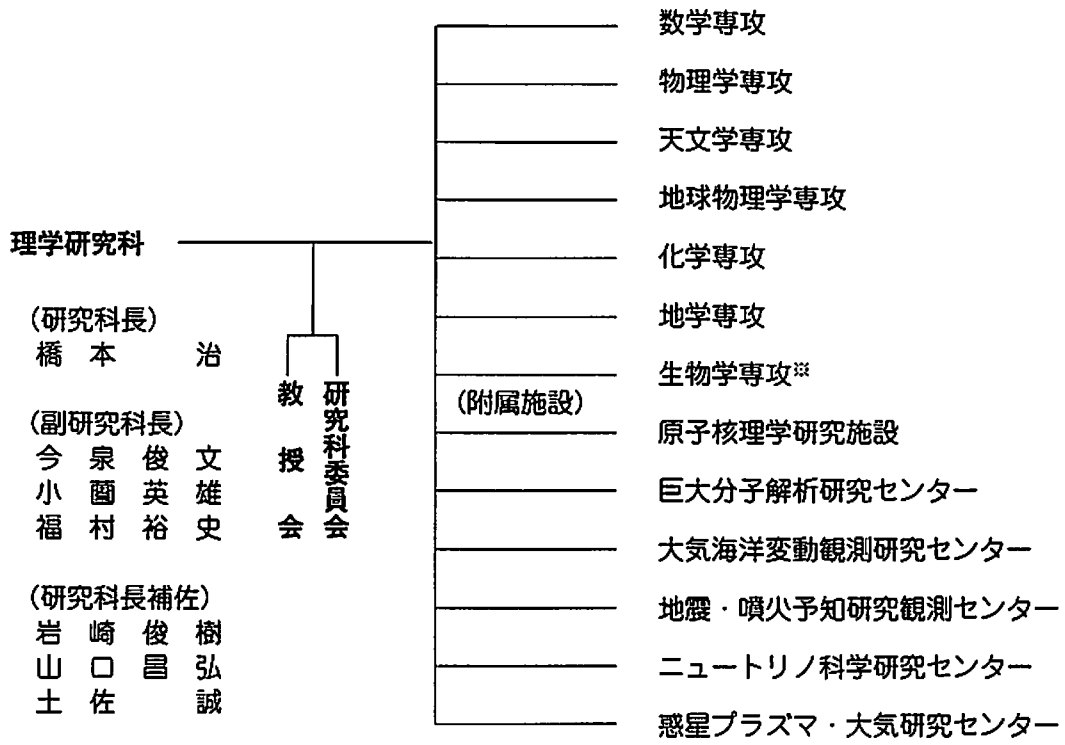 理学研究科
(研究科長)
橋本 治
(副研究科長)
今泉俊文
小園英雄
福村裕史
(研究科長補佐)
岩崎俊樹
山口昌弘
土佐 誠
教授会
研究科委員会
数学専攻
物理学専攻
天文学専攻
地球物理学専攻
化学専攻
地学専攻
生物学専攻※
(附属施設)
原子核理学研究施設
巨大分子解析研究センター
大気海洋変動観測研究センター
地震・噴火予知研究観測センター
ニュートリノ科学研究センター
惑星プラズマ・大気研究センター